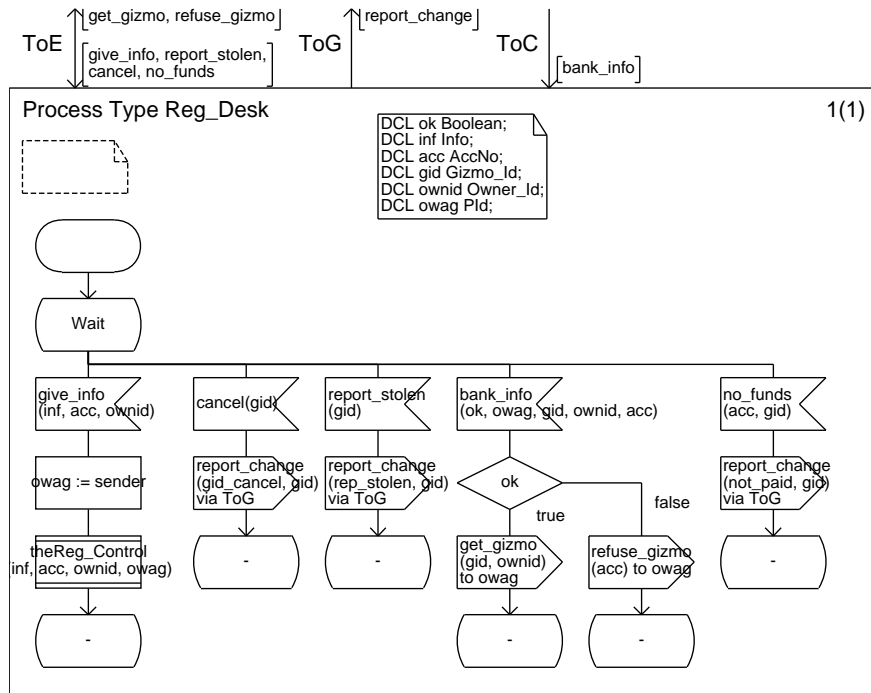 get_gizmo, refuse_gizmo
report_change
ToE
ToG
ToC
give_info, report_stolen,
cancel, no_funds
bank_info
Process Type Reg_Desk
1(1)
DCL ok Boolean;
DCL inf Info;
DCL acc AccNo;
DCL gid Gizmo_Id;
DCL ownid Owner_Id;
DCL owag PId;
Wait
give_info
(inf, acc, ownid)
cancel(gid)
report_stolen
(gid)
bank_info
(ok, owag, gid, ownid, acc)
no_funds
(acc, gid)
owag := sender
report_change
(gid_cancel, gid)
via ToG
report_change
(rep_stolen, gid)
via ToG
ok
report_change
(not_paid, gid)
via ToG
true
false
theReg_Control
(inf, acc, ownid, owag)
-
-
get_gizmo
(gid, ownid)
to owag
refuse_gizmo
(acc) to owag
-
-
-
-